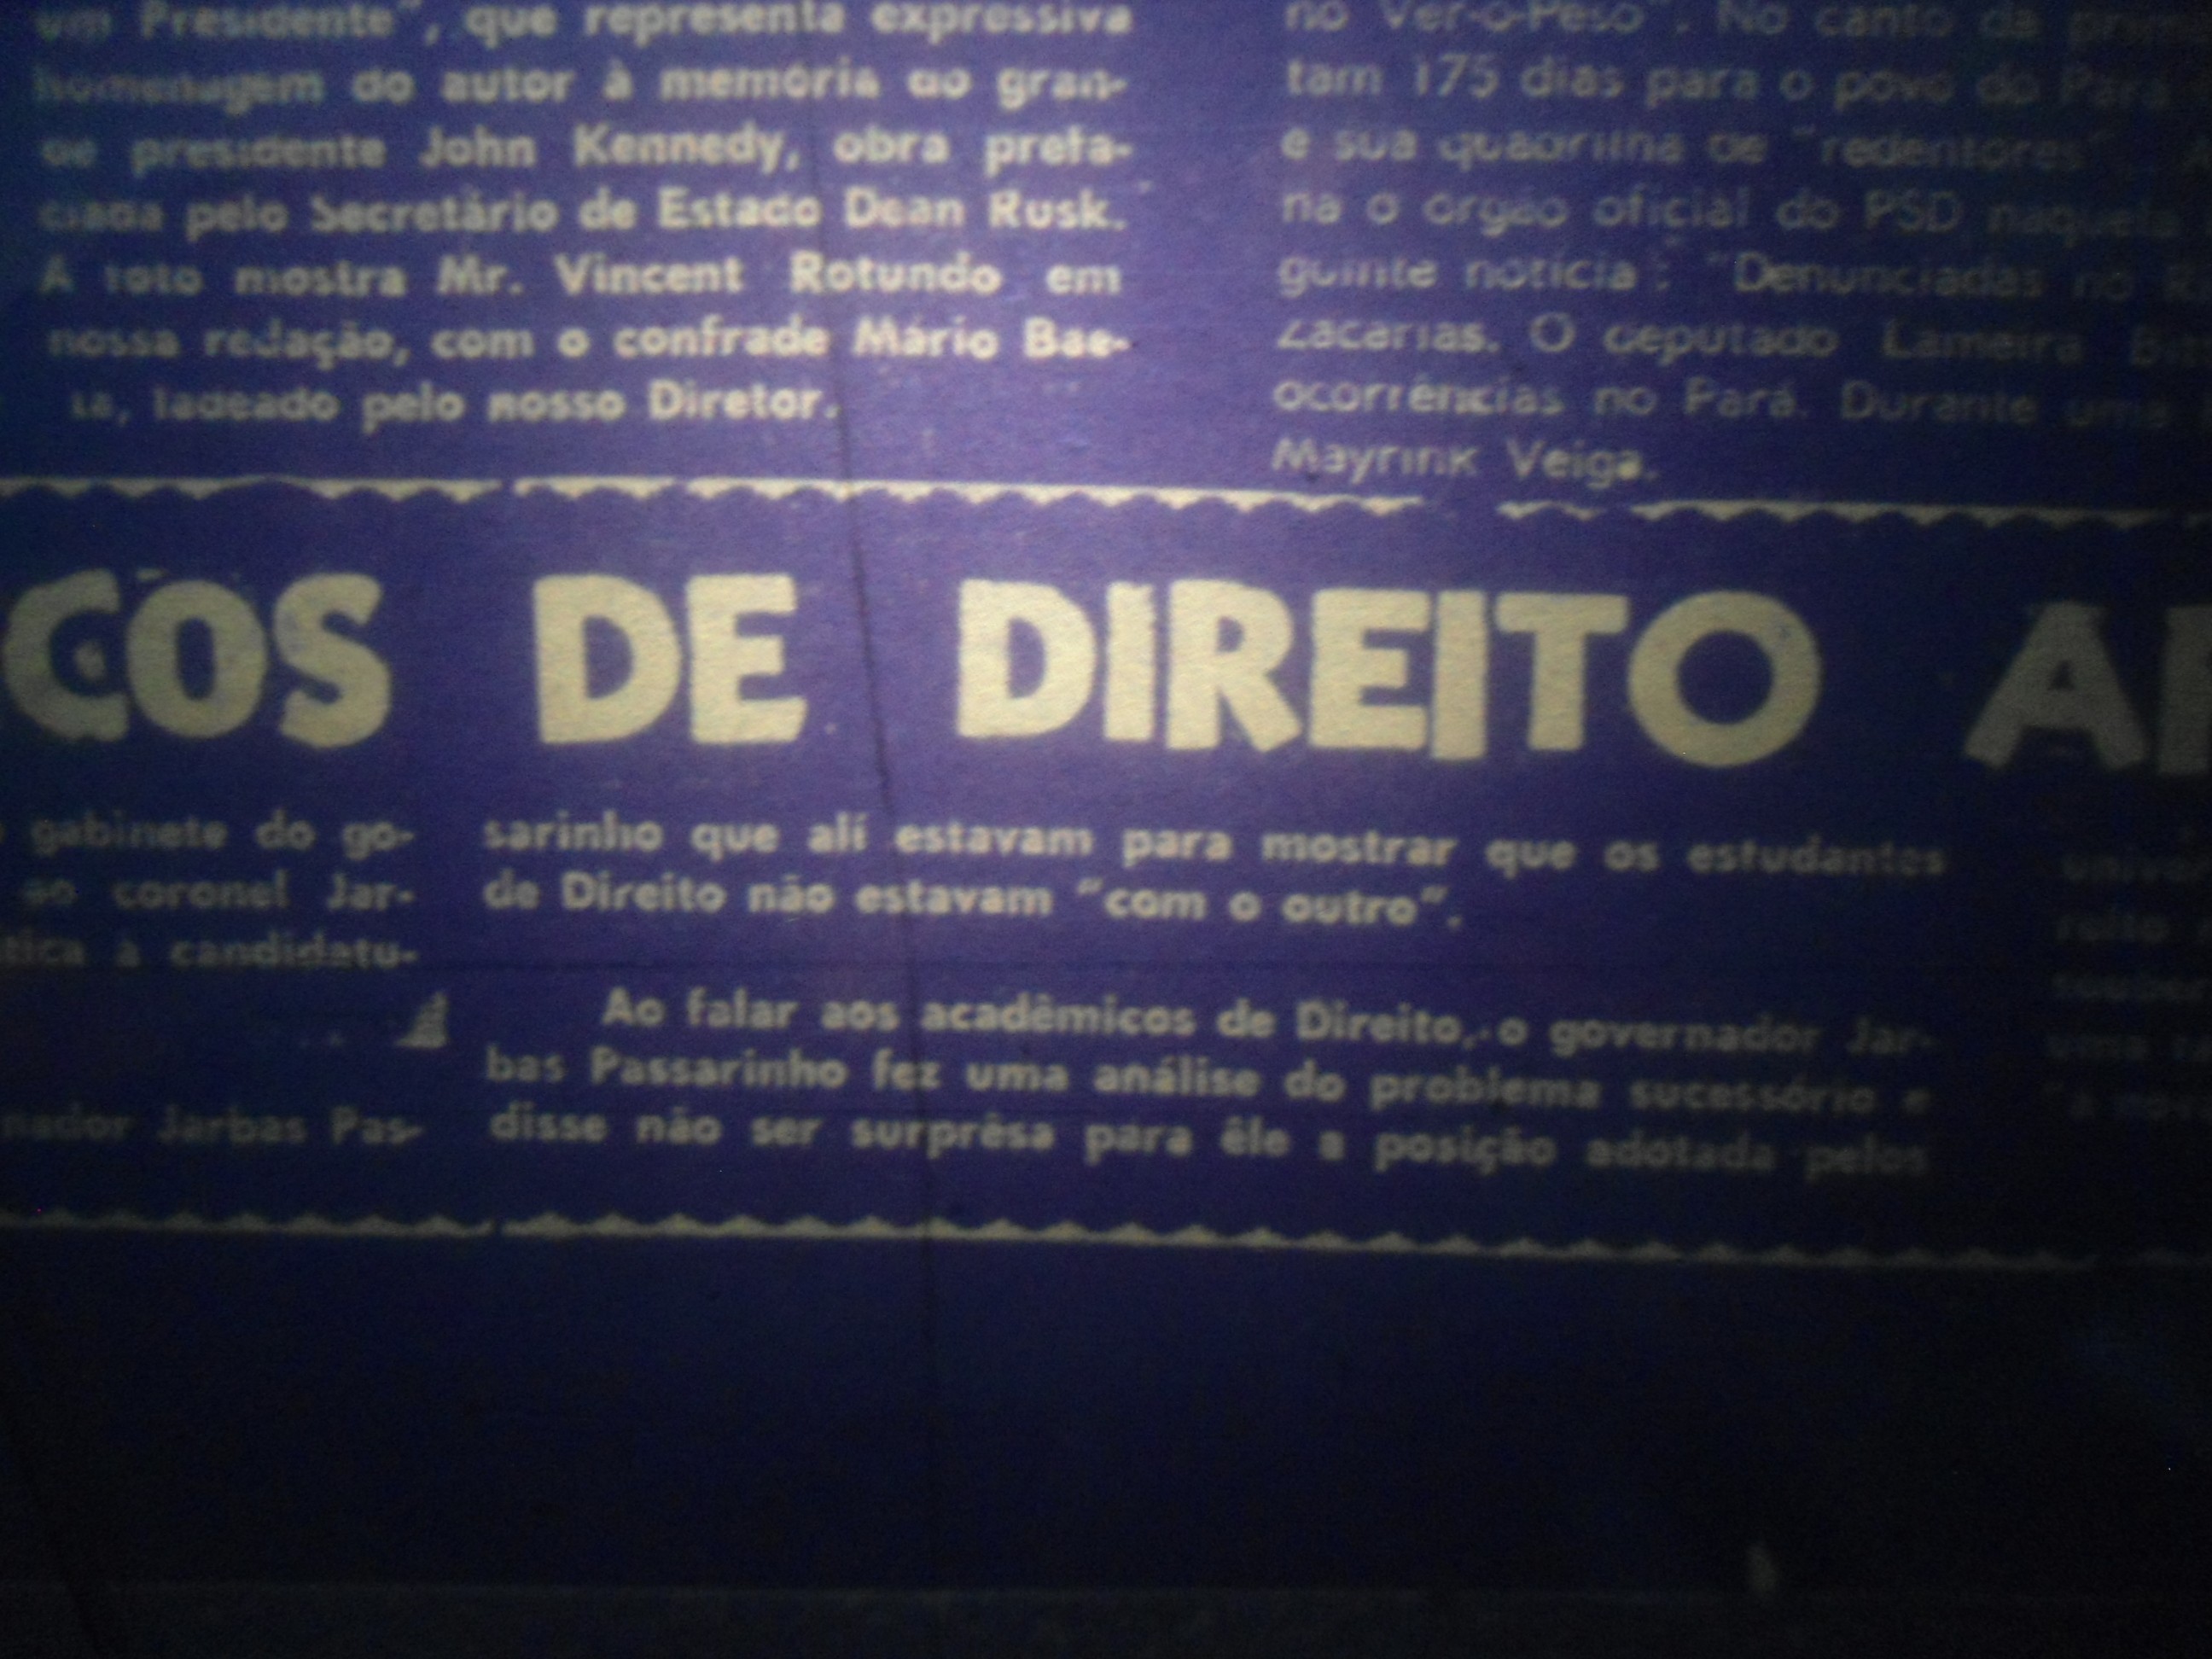 um Presidente", que representa expressiva
homenagem do autor à memória do gran-
de presidente John Kennedy, obra prefa-
ciada pelo Secretário de Estado Dean Rusk.
A foto mostra Mr. Vincent Rotundo em
nossa redação, com o confrade Mário Bae-
ta, ladeado pelo nosso Diretor.
no Ver-o-Peso". No canto da
tam 175 dias para o povo do Pará
e sua quadrilha de "redentores".
na o órgão oficial do PSD naquela
guinte notícia: "Denunciadas no
Zacarias. O deputado Lameira
ocorrências no Pará. Durante uma
Mayrink Veiga.
COS DE DIREITO
gabinete do go-
ao coronel Jar-
tica à candidatu-
nador Jarbas Pas-
sarinho que alí estavam para mostrar que os estudantes
de Direito não estavam "com o outro".
Ao falar aos acadêmicos de Direito, o governador Jar-
bas Passarinho fez uma análise do problema sucessório e
disse não ser surprêsa para êle a posição adotada pelos